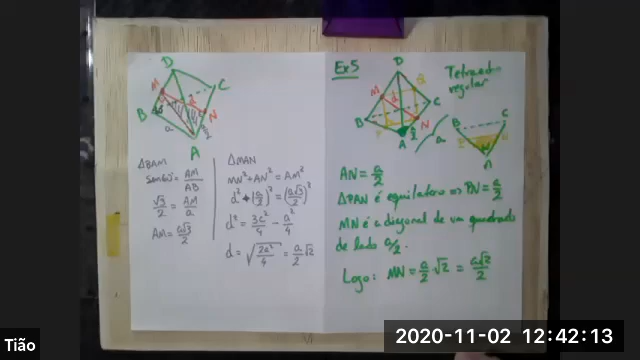 D
M
C
B
60°
a
d
a/2
N
A
ΔBAM
sen60° = AM/AB
√3/2 = AM/a
AM = a√3/2
ΔMAN
MN² + AN² = AM²
d² + (a/2)² = (a√3/2)²
d² = 3a²/4 - a²/4
d = √(2a²/4) = a/2 √2
Ex5
Tetraedro
regular
D
M
Q
d
B
C
P
N
A
a/2
a
B
C
P
N
A
AN = a/2
ΔPAN é equilátero => PN = a/2
MN é a diagonal de um quadrado
de lado a/2.
Logo: MN = a/2 √2 = a√2/2
2020-11-02 12:42:13
Tião